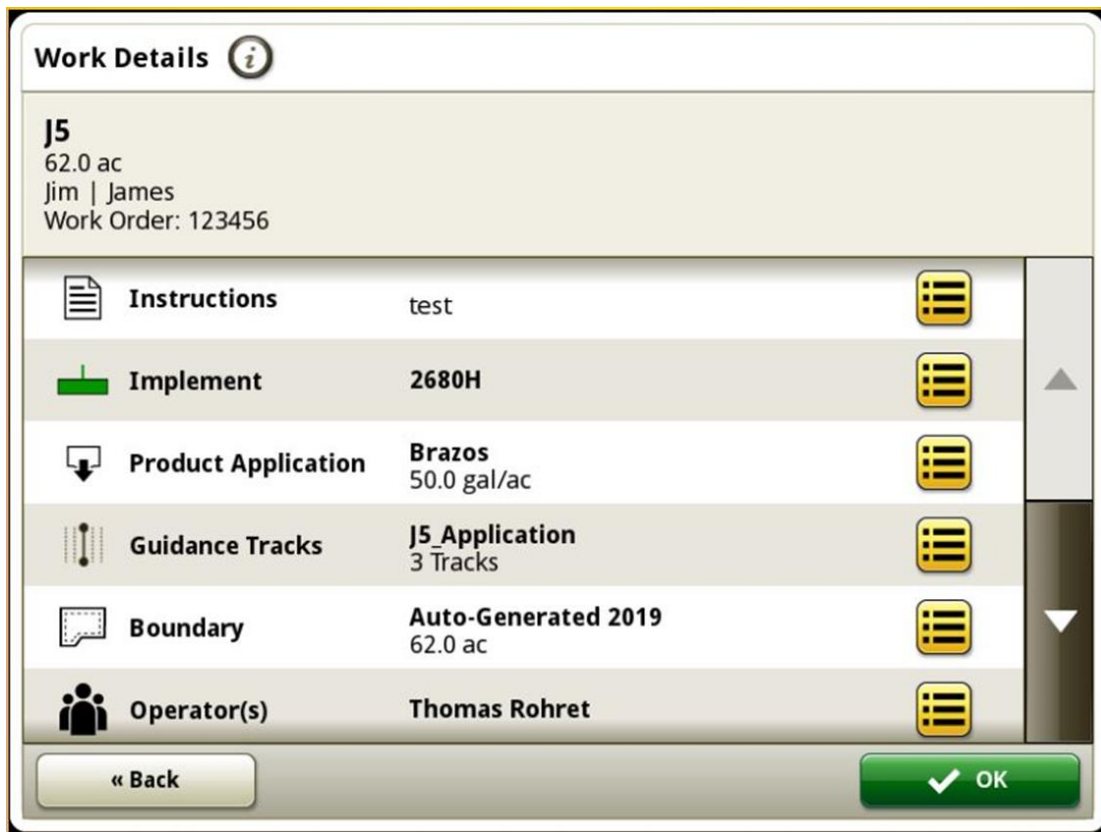 Work Details
J5
62.0 ac
Jim | James
Work Order: 123456
Instructions test
Implement 2680H
Product Application Brazos
50.0 gal/ac
Guidance Tracks J5_Application
3 Tracks
Boundary Auto-Generated 2019
62.0 ac
Operator(s) Thomas Rohret
« Back OK